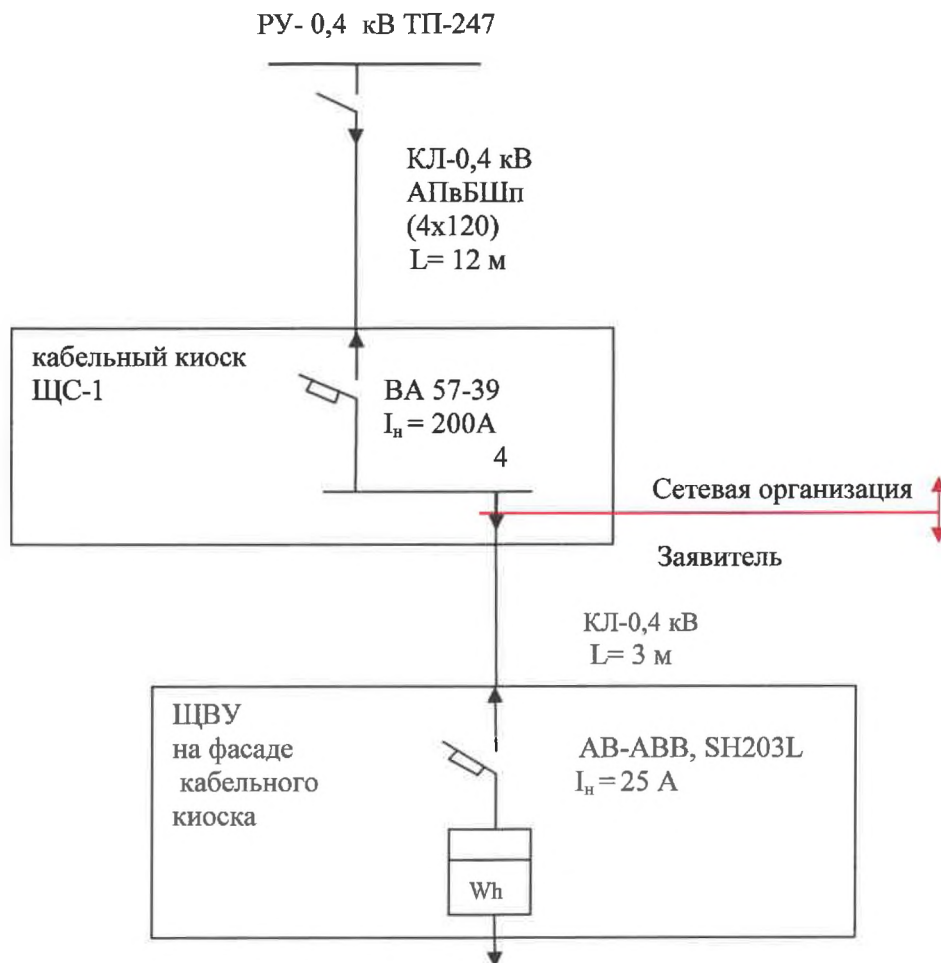 РУ- 0,4 кВ ТП-247
КЛ-0,4 кВ
АПвБШп
(4х120)
L= 12 м
кабельный киоск
ЩС-1
ВА 57-39
Iн = 200А
4
Сетевая организация
Заявитель
КЛ-0,4 кВ
L= 3 м
ЩВУ
на фасаде
кабельного
киоска
АВ-АВВ, SH203L
Iн = 25 А
Wh